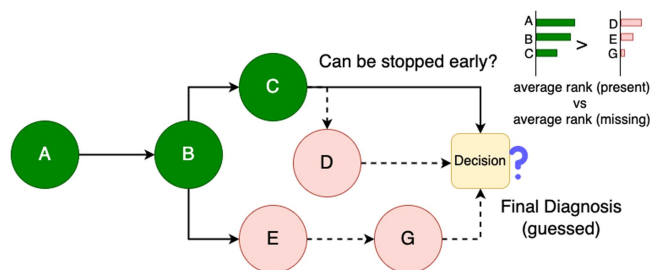 A
B
C
>
D
E
G
average rank (present)
vs
average rank (missing)
Can be stopped early?
A
B
C
D
E
G
Decision
?
Final Diagnosis
(guessed)